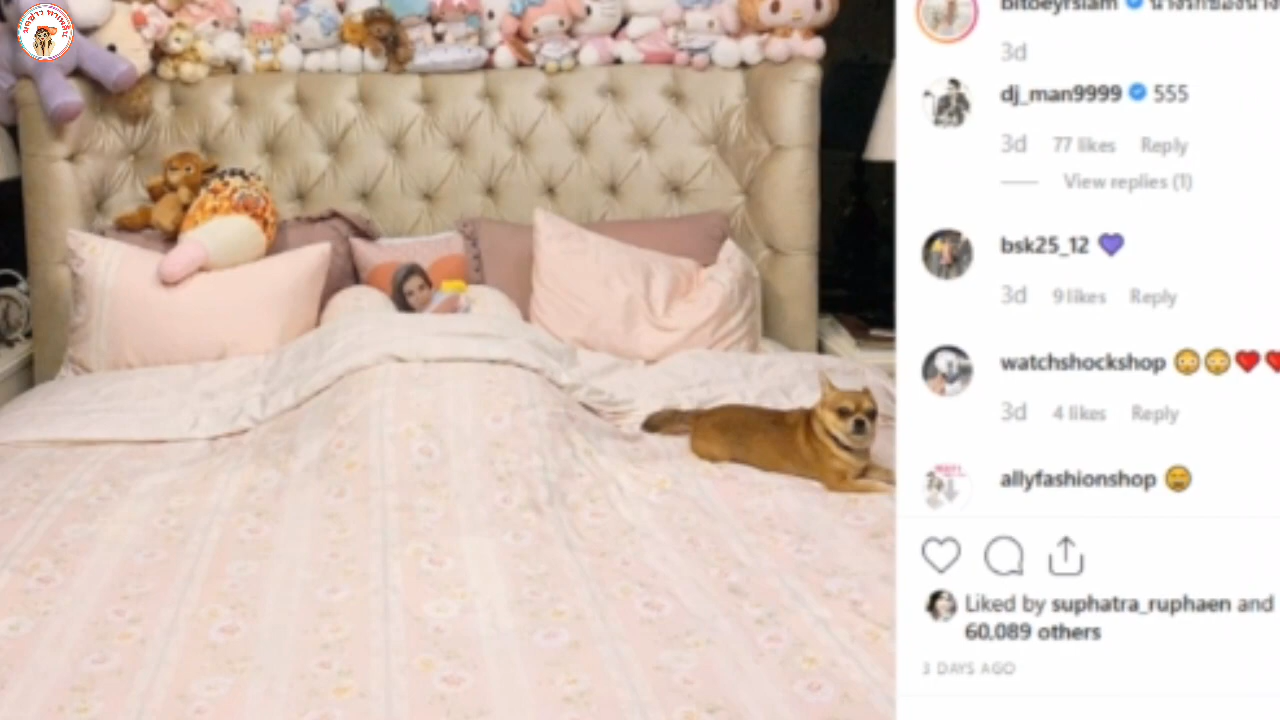 bitoeyrsiam
3d
dj_man9999 555
3d 77 likes Reply
View replies (1)
bsk25_12 💜
3d 9 likes Reply
watchshockshop 😳😳❤️❤
3d 4 likes Reply
allyfashionshop 😄
Liked by suphatra_ruphaen and
60,089 others
3 DAYS AGO